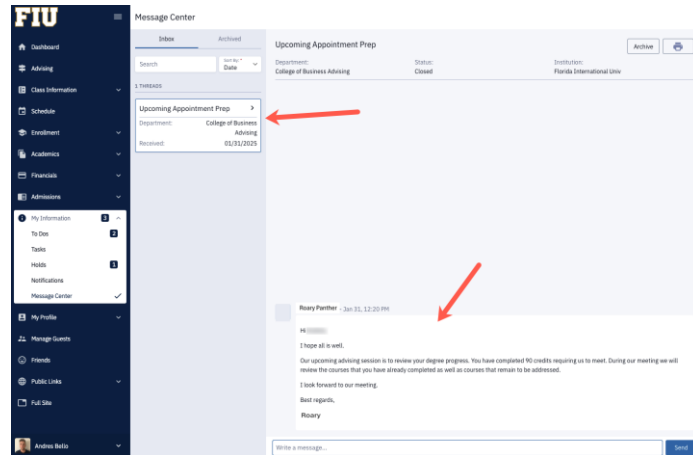 FIU
Dashboard
Advising
Class Information
Schedule
Enrollment
Academics
Financials
Admissions
My Information 3
To Dos 2
Tasks
Holds 1
Notifications
Message Center
My Profile
Manage Guests
Friends
Public Links
Full Site
Andres Bello
Message Center
Inbox Archived
Search
Sort By:*
Date
1 THREADS
Upcoming Appointment Prep
Department: College of Business
Advising
Received: 01/31/2025
Upcoming Appointment Prep
Archive
Department: Status: Institution:
College of Business Advising Closed Florida International Univ
Roary Panther - Jan 31, 12:20 PM
Hi
I hope all is well.
Our upcoming advising session is to review your degree progress. You have completed 90 credits requiring us to meet. During our meeting we will
review the courses that you have already completed as well as courses that remain to be addressed.
I look forward to our meeting.
Best regards,
Roary
Write a message...
Send